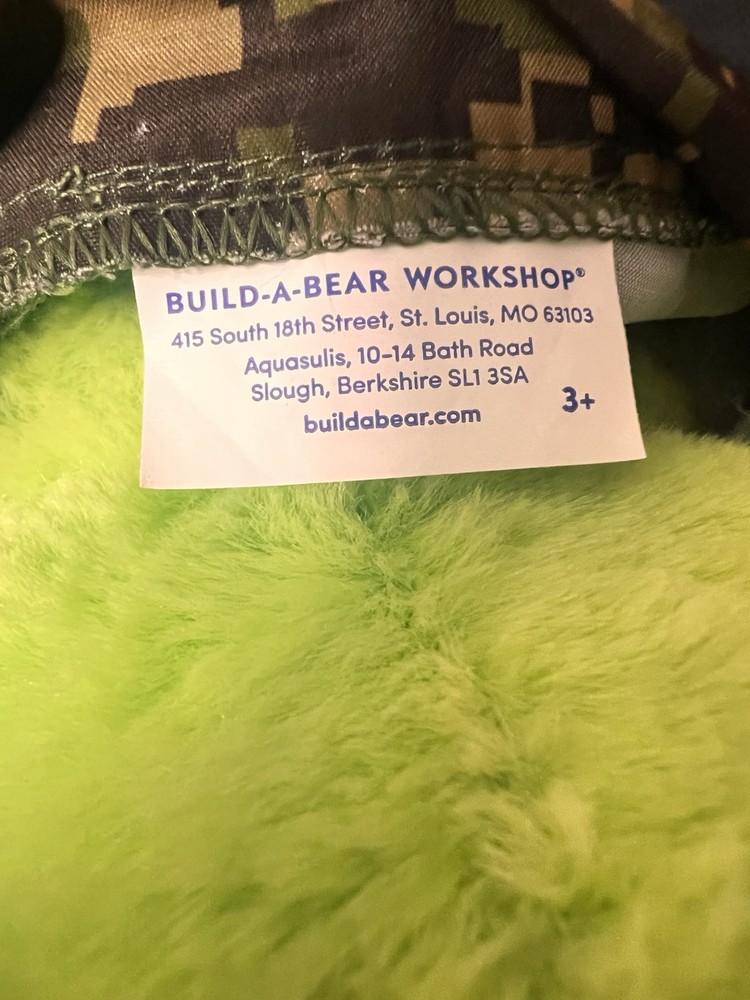 BUILD-A-BEAR WORKSHOP®
415 South 18th Street, St. Louis, MO 63103
Aquasulis, 10–14 Bath Road
Slough, Berkshire SL1 3SA
buildabear.com
3+